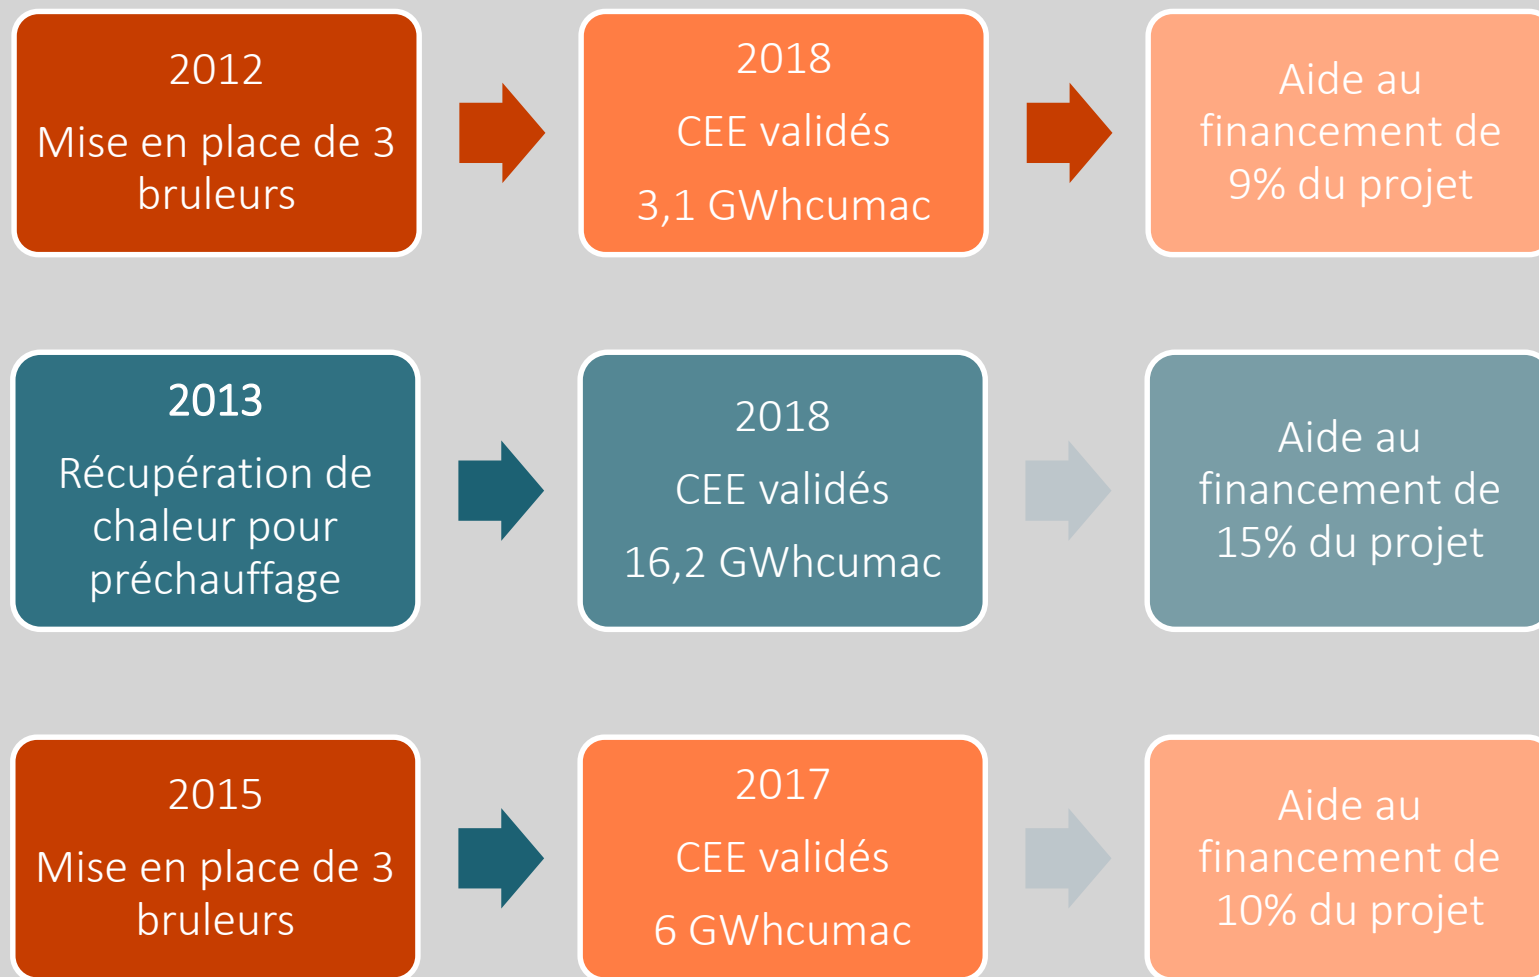 2012
Mise en place de 3
bruleurs
2018
CEE validés
3,1 GWhcumac
Aide au
financement de
9% du projet
2013
Récupération de
chaleur pour
préchauffage
2018
CEE validés
16,2 GWhcumac
Aide au
financement de
15% du projet
2015
Mise en place de 3
bruleurs
2017
CEE validés
6 GWhcumac
Aide au
financement de
10% du projet